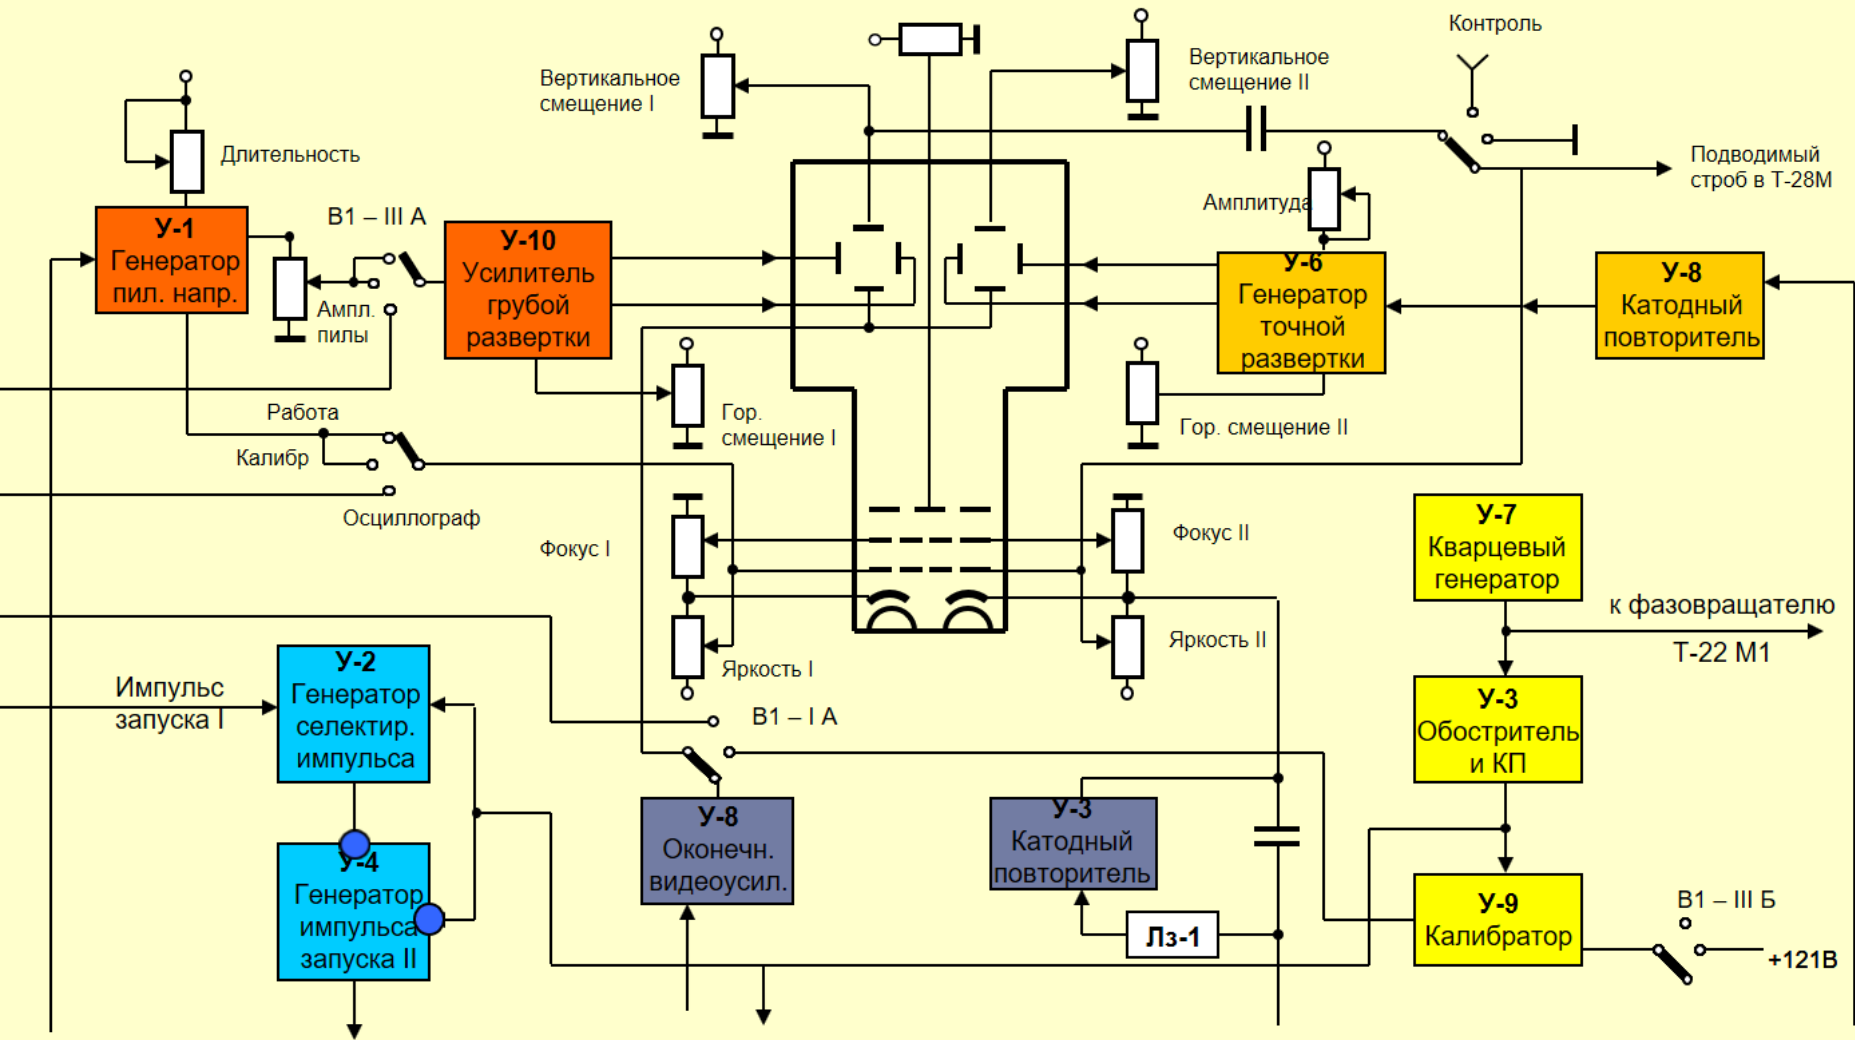 Контроль
Вертикальное
смещение I
Вертикальное
смещение II
Длительность
Подводимый
строб в Т-28М
Амплитуда
У-1
Генератор
пил. напр.
В1 – III А
Ампл.
пилы
У-10
Усилитель
грубой
развертки
У-6
Генератор
точной
развертки
У-8
Катодный
повторитель
Работа
Калибр
Осциллограф
Гор.
смещение I
Гор. смещение II
Фокус I
Фокус II
У-7
Кварцевый
генератор
к фазовращателю
Т-22 М1
Яркость I
Яркость II
Импульс
запуска I
У-2
Генератор
селектир.
импульса
В1 – I А
У-3
Обостритель
и КП
У-4
Генератор
импульса
запуска II
У-8
Оконечн.
видеоусил.
У-3
Катодный
повторитель
Лз-1
У-9
Калибратор
В1 – III Б
+121В